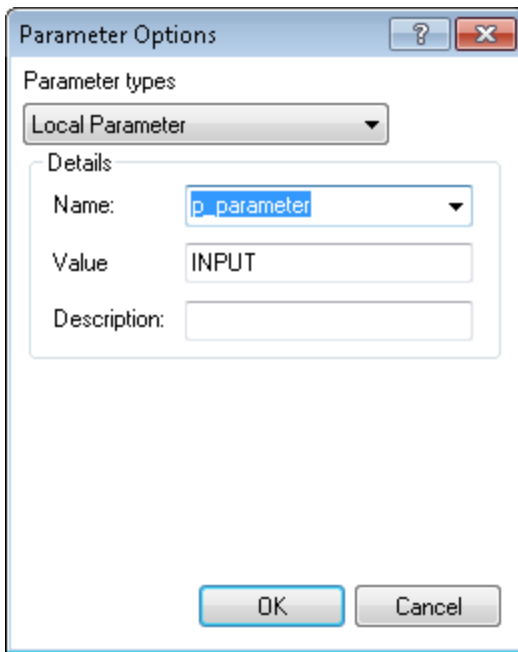 Parameter Options
Parameter types
Local Parameter
Details
Name: p_parameter
Value INPUT
Description:
OK Cancel